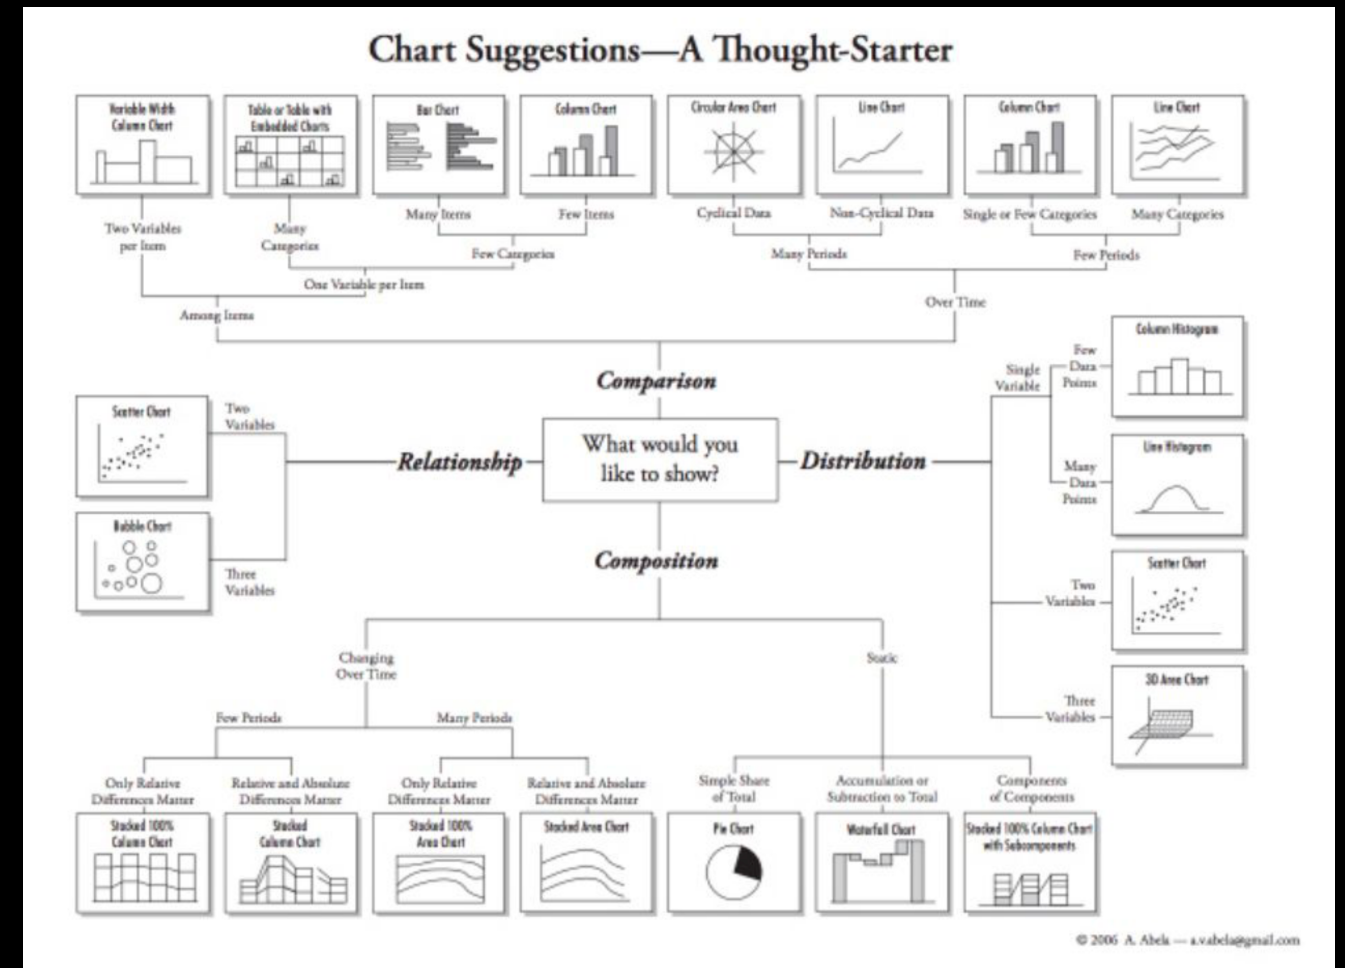 Chart Suggestions—A Thought-Starter
Variable Width
Column Chart
Table or Table with
Embedded Charts
Bar Chart
Column Chart
Circular Area Chart
Line Chart
Column Chart
Line Chart
Two Variables
per Item
Many
Categories
Many Items
Few Items
Cyclical Data
Non-Cyclical Data
Single or Few Categories
Many Categories
Few Categories
Many Periods
Few Periods
One Variable per Item
Among Items
Over Time
Comparison
What would you
like to show?
Relationship
Two
Variables
Scatter Chart
Three
Variables
Bubble Chart
Distribution
Single
Variable
Few
Data
Points
Column Histogram
Many
Data
Points
Line Histogram
Two
Variables
Scatter Chart
Three
Variables
3D Area Chart
Composition
Changing
Over Time
Static
Few Periods
Many Periods
Only Relative
Differences Matter
Relative and Absolute
Differences Matter
Only Relative
Differences Matter
Relative and Absolute
Differences Matter
Simple Share
of Total
Accumulation or
Subtraction to Total
Components
of Components
Stacked 100%
Column Chart
Stacked
Column Chart
Stacked 100%
Area Chart
Stacked Area Chart
Pie Chart
Waterfall Chart
Stacked 100% Column Chart
with Subcomponents
© 2006 A. Abela — a.v.abela@gmail.com